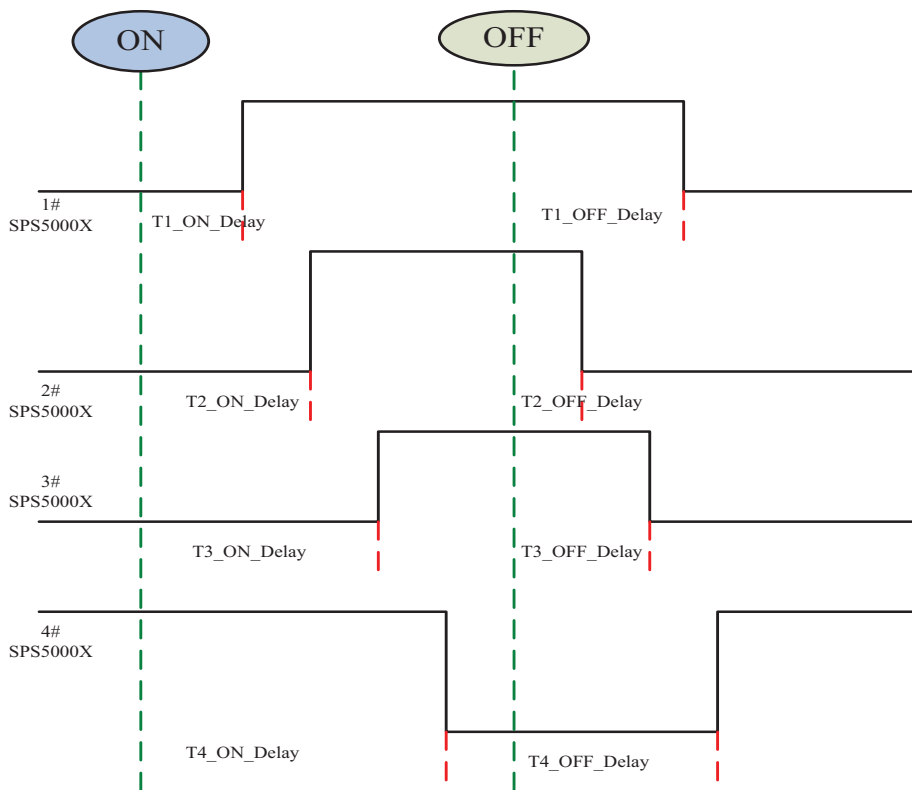 ON
OFF
1#
SPS5000X
T1_ON_Delay
T1_OFF_Delay
2#
SPS5000X
T2_ON_Delay
T2_OFF_Delay
3#
SPS5000X
T3_ON_Delay
T3_OFF_Delay
4#
SPS5000X
T4_ON_Delay
T4_OFF_Delay